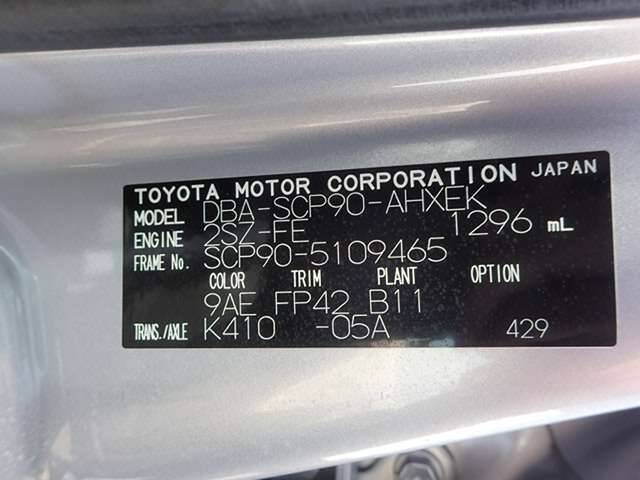 TOYOTA MOTOR CORPORATION JAPAN
MODEL DBA-SCP90-AHXEK
ENGINE 2SZ-FE 1296 mL
FRAME No. SCP90-5109465
COLOR TRIM PLANT OPTION
9AE FP42 B11
TRANS./AXLE K410 -05A 429